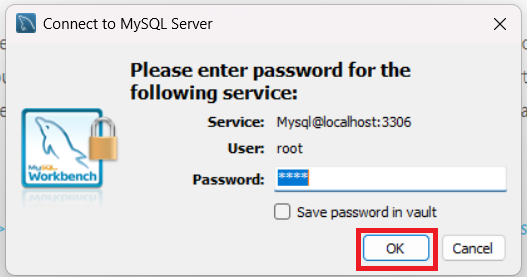 Connect to MySQL Server
Please enter password for the
following service:
Service: Mysql@localhost:3306
User: root
Password: ****
MySQL
Workbench
Save password in vault
OK Cancel